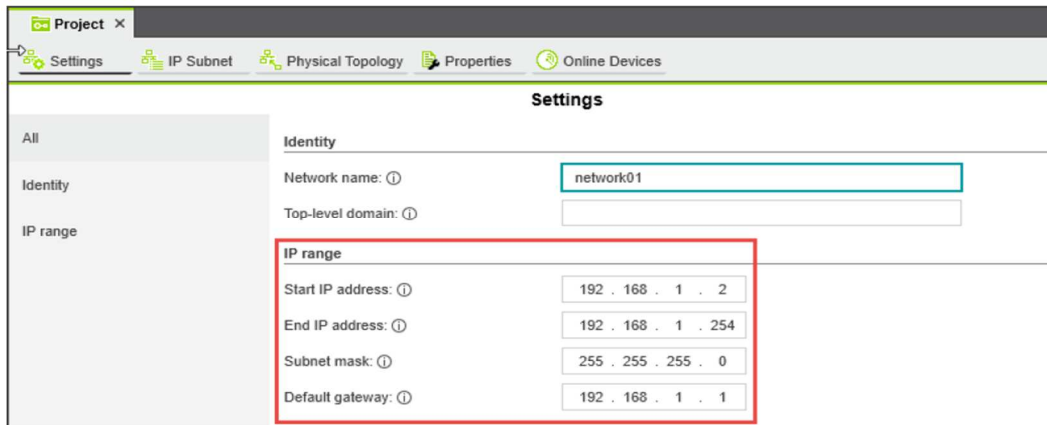 Project ×
Settings IP Subnet Physical Topology Properties Online Devices
Settings
All
Identity
IP range
Identity
Network name: network01
Top-level domain:
IP range
Start IP address: 192 . 168 . 1 . 2
End IP address: 192 . 168 . 1 . 254
Subnet mask: 255 . 255 . 255 . 0
Default gateway: 192 . 168 . 1 . 1